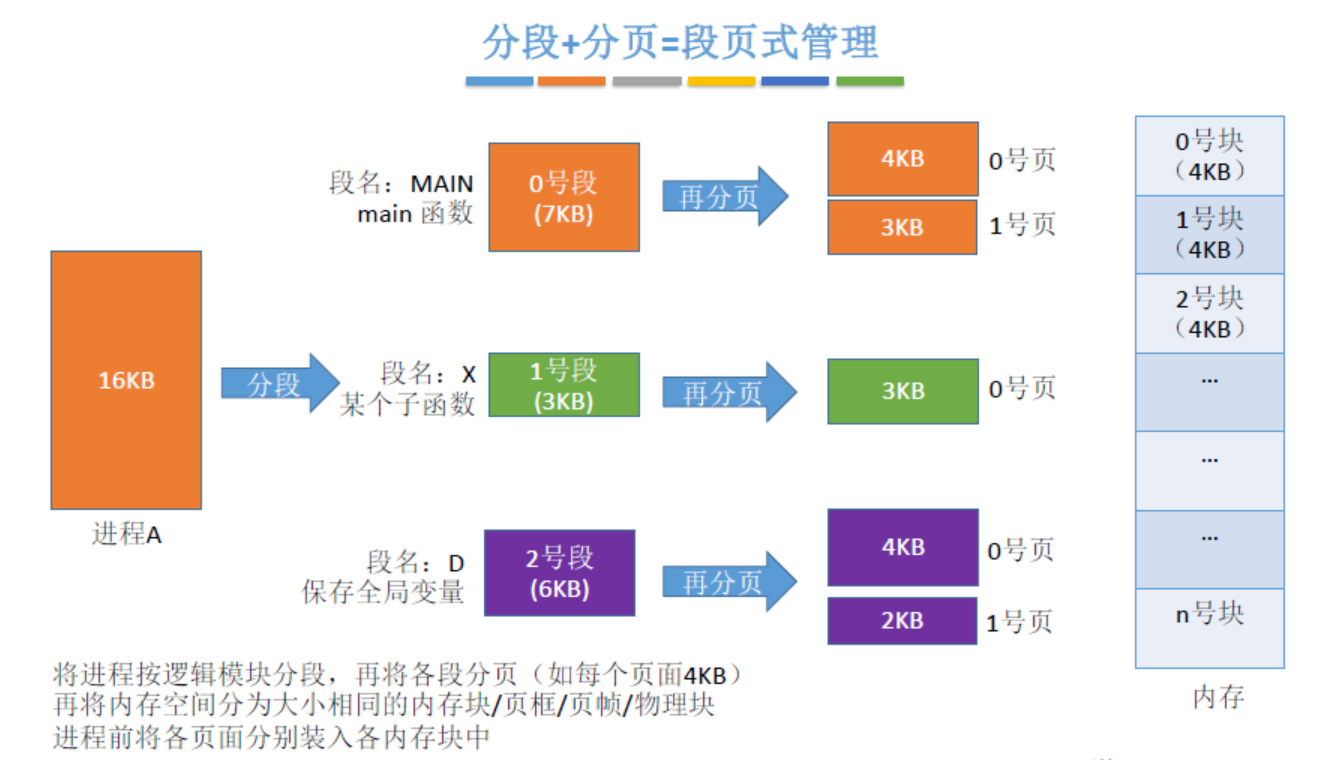 分段+分页=段页式管理
段名：MAIN
main 函数
0号段
(7KB)
再分页
4KB
0号页
3KB
1号页
16KB
进程A
分段
段名：X
某个子函数
1号段
(3KB)
再分页
3KB
0号页
段名：D
保存全局变量
2号段
(6KB)
再分页
4KB
0号页
2KB
1号页
0号块
（4KB）
1号块
（4KB）
2号块
（4KB）
...
...
...
n号块
内存
将进程按逻辑模块分段，再将各段分页（如每个页面4KB）
再将内存空间分为大小相同的内存块/页框/页帧/物理块
进程前将各页面分别装入各内存块中